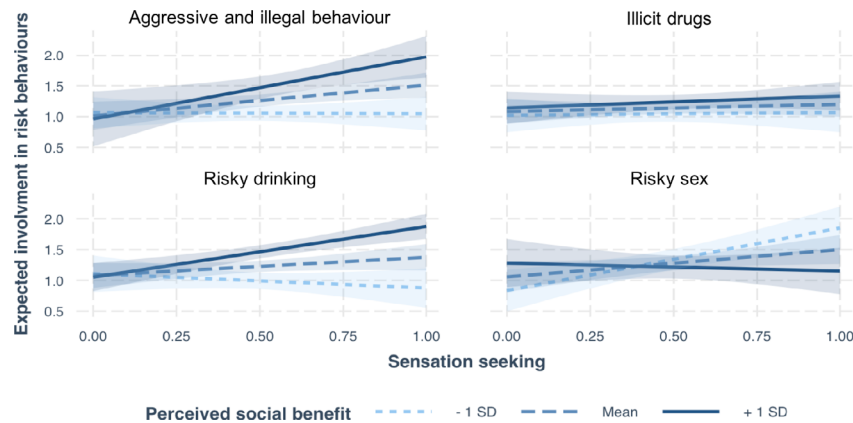 Aggressive and illegal behaviour
Illicit drugs
2.0
1.5
1.0
0.5
Risky drinking
Risky sex
2.0
1.5
1.0
0.5
0.00 0.25 0.50 0.75 1.00
0.00 0.25 0.50 0.75 1.00
Expected involvment in risk behaviours
Sensation seeking
Perceived social benefit - 1 SD Mean + 1 SD